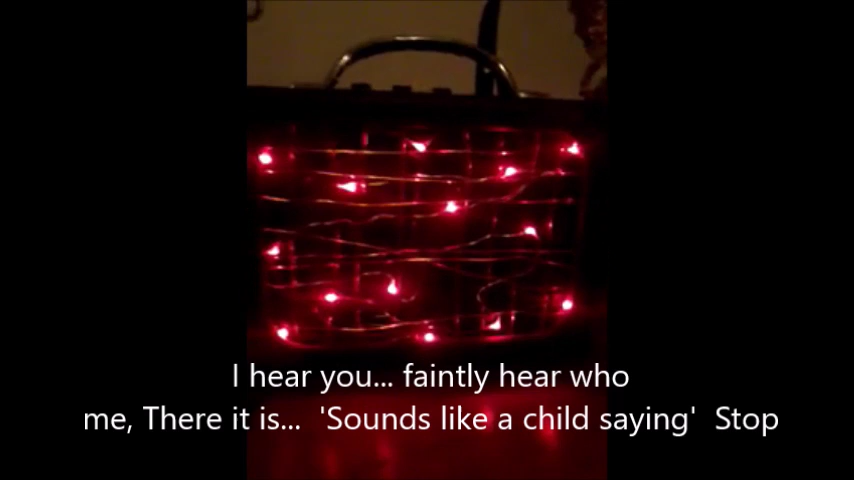 I hear you... faintly hear who
me, There it is...  'Sounds like a child saying'  Stop